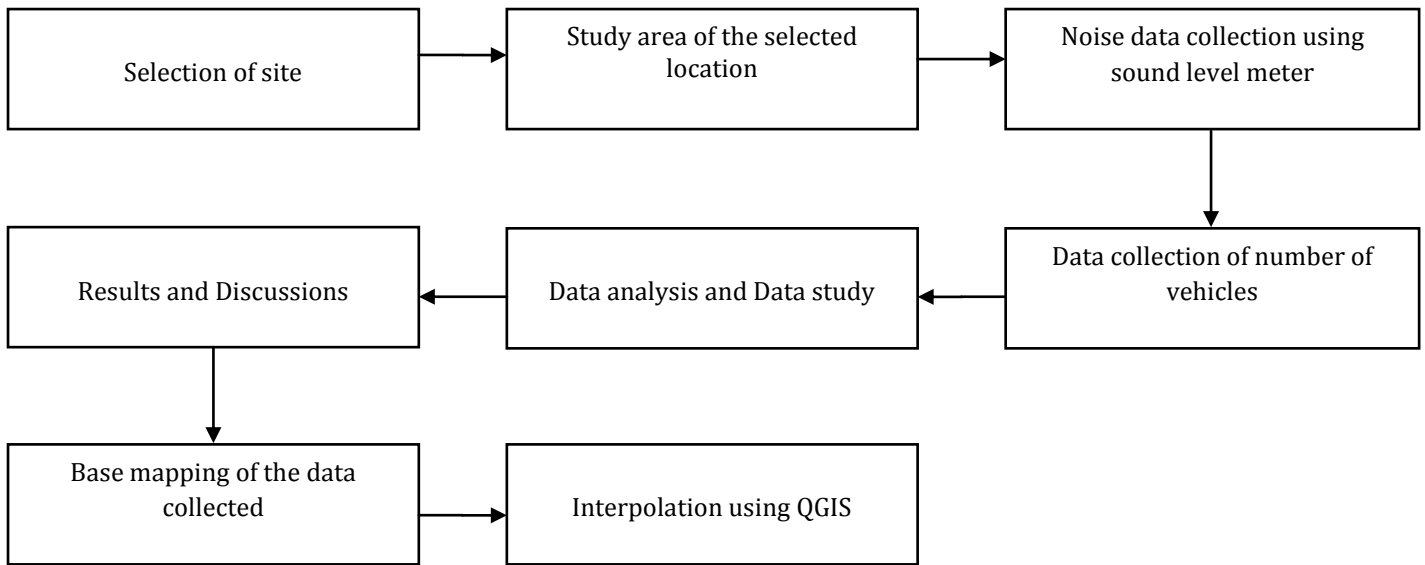 Selection of site
Study area of the selected
location
Noise data collection using
sound level meter
Data collection of number of
vehicles
Data analysis and Data study
Results and Discussions
Base mapping of the data
collected
Interpolation using QGIS